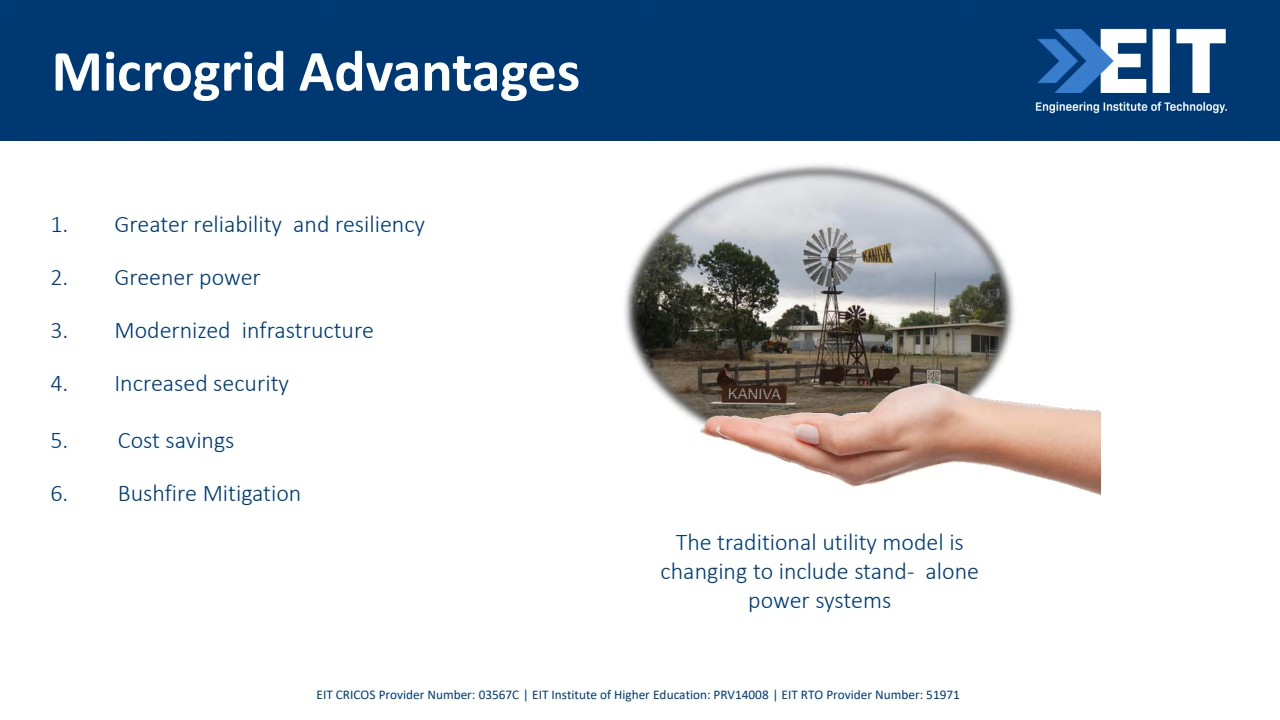 Microgrid Advantages
EIT
Engineering Institute of Technology.
1. Greater reliability and resiliency
2. Greener power
3. Modernized infrastructure
4. Increased security
5. Cost savings
6. Bushfire Mitigation
KANIVA
KANIVA
The traditional utility model is
changing to include stand- alone
power systems
EIT CRICOS Provider Number: 03567C | EIT Institute of Higher Education: PRV14008 | EIT RTO Provider Number: 51971